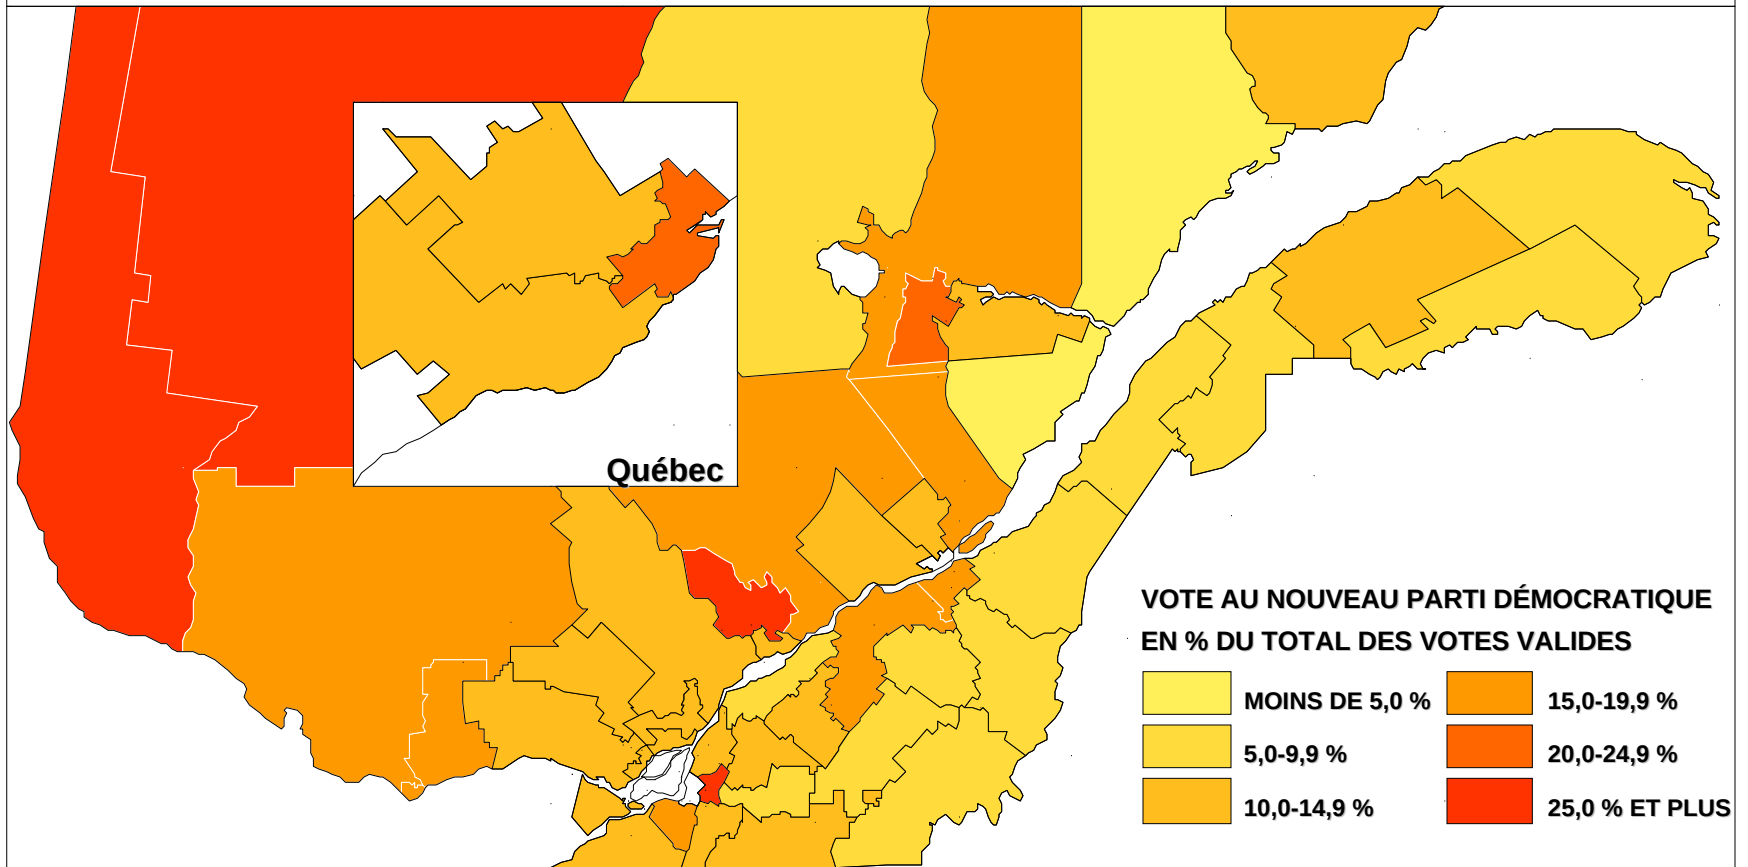 Québec
VOTE AU NOUVEAU PARTI DÉMOCRATIQUE
EN % DU TOTAL DES VOTES VALIDES
MOINS DE 5,0 %
15,0-19,9 %
5,0-9,9 %
20,0-24,9 %
10,0-14,9 %
25,0 % ET PLUS